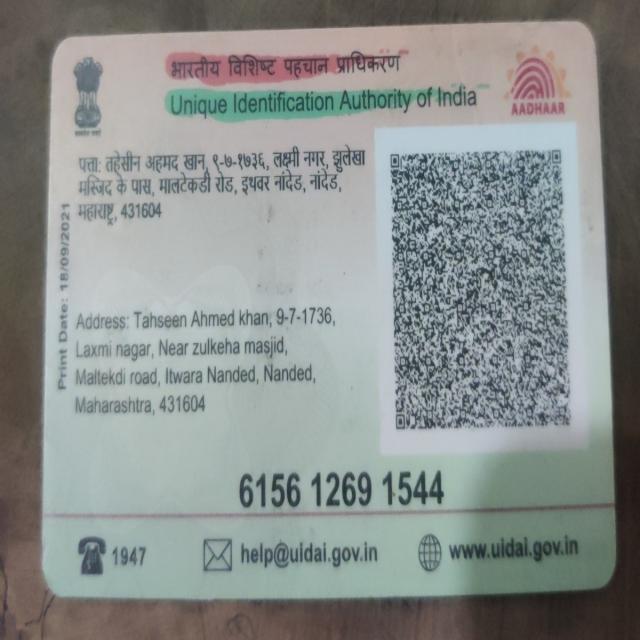 भारतीय विशिष्ट पहचान प्राधिकरण
Unique Identification Authority of India
AADHAAR
पत्ता: तहेसीन अहमद खान, ९-७-१७३६, लक्ष्मी नगर, झुलेखा
मस्जिद के पास, मालटेकडी रोड, इथवर नांदेड, नांदेड,
महाराष्ट्र, 431604
Print Date: 18/09/2021
Address: Tahseen Ahmed khan, 9-7-1736,
Laxmi nagar, Near zulkeha masjid,
Maltekdi road, Itwara Nanded, Nanded,
Maharashtra, 431604
6156 1269 1544
1947
help@uidai.gov.in
www.uidai.gov.in